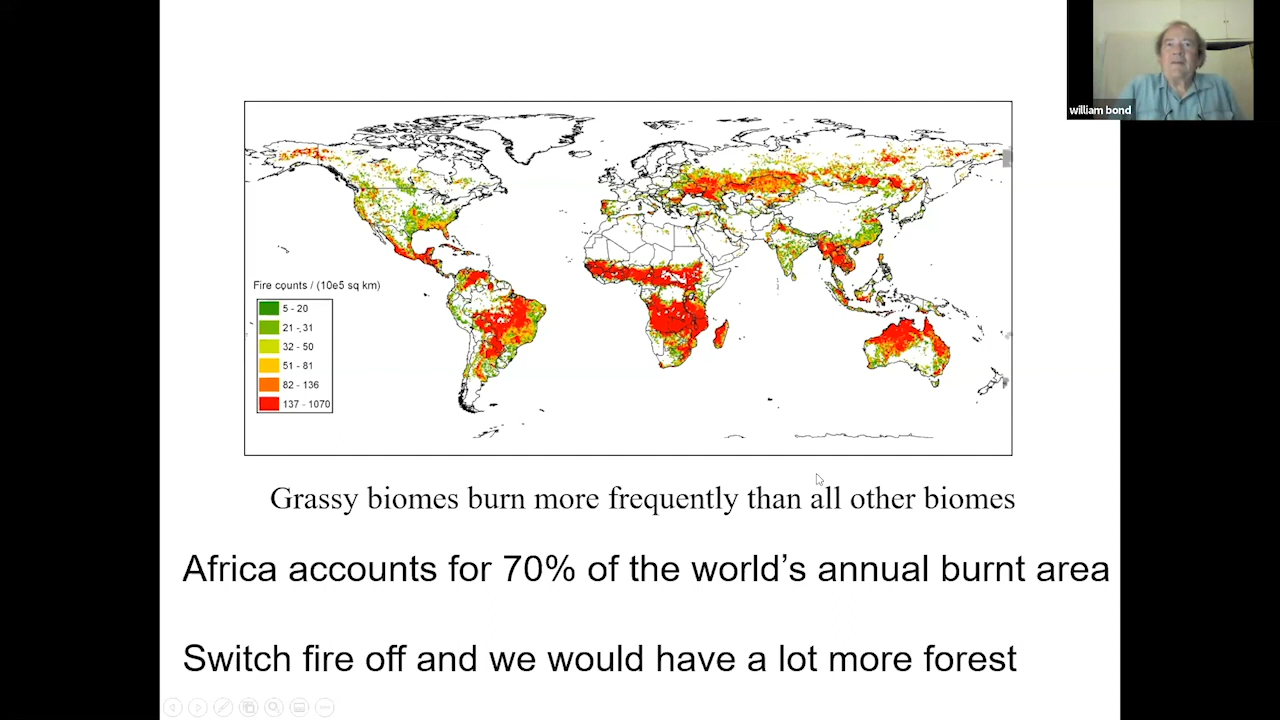 william bond
Fire counts / (10e5 sq km)
5 - 20
21 - 31
32 - 50
51 - 81
82 - 136
137 - 1070
Grassy biomes burn more frequently than all other biomes
Africa accounts for 70% of the world’s annual burnt area
Switch fire off and we would have a lot more forest